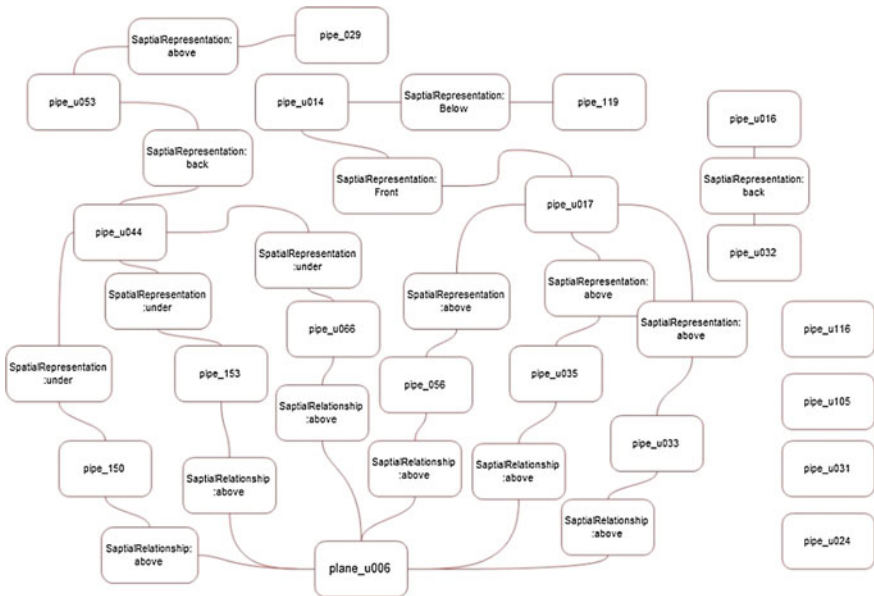 SaptialRepresentation:
above
pipe_029
pipe_u053
pipe_u014
SaptialRepresentation:
Below
pipe_119
pipe_u016
SaptialRepresentation:
back
SaptialRepresentation:
Front
SaptialRepresentation:
back
pipe_u044
pipe_u017
pipe_u032
SpatialRepresentation
:under
SpatialRepresentation
:under
SpatialRepresentation
:above
SaptialRepresentation:
above
SaptialRepresentation:
above
pipe_u066
pipe_u116
SpatialRepresentation
:under
pipe_153
pipe_056
pipe_u035
pipe_u105
SaptialRelationship
:above
pipe_u033
pipe_150
SaptialRelationship
:above
SaptialRelationship
:above
SaptialRelationship
:above
pipe_u031
SaptialRelationship:
above
SaptialRelationship
:above
plane_u006
pipe_u024